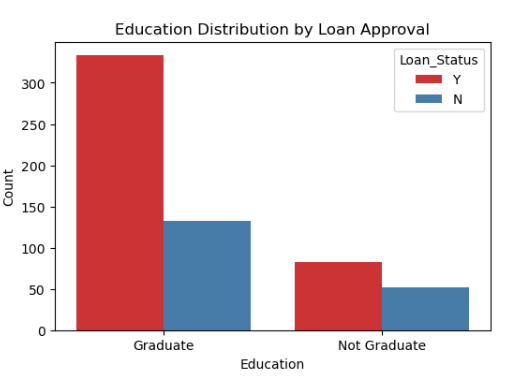 Education Distribution by Loan Approval
Loan_Status
Y
N
300
250
200
150
100
50
0
Count
Graduate
Not Graduate
Education